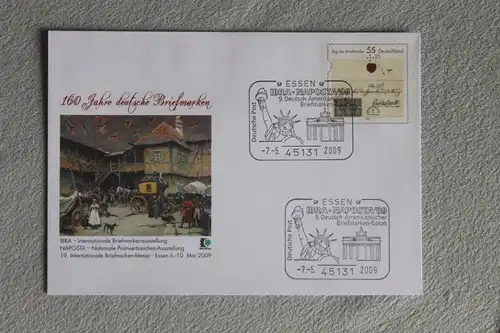 160 Jahre deutsche Briefmarken
IBRA – Internationale Briefmarkenausstellung
NAPOSTA – Nationale Postwertzeichen-Ausstellung
19. Internationale Briefmarken-Messe · Essen 6.-10. Mai 2009
Tag der Briefmarke 55 Deutschland
ESSEN
IBRA - NAPOSTA'09
9. Deutsch-Amerikan
Briefmarken
Deutsche Post
-7.-5. 45131 2009
ESSEN
IBRA - NAPOSTA'09
9. Deutsch-Amerikanischer
Briefmarken-Salon
Deutsche Post
-7.-5. 45131 2009